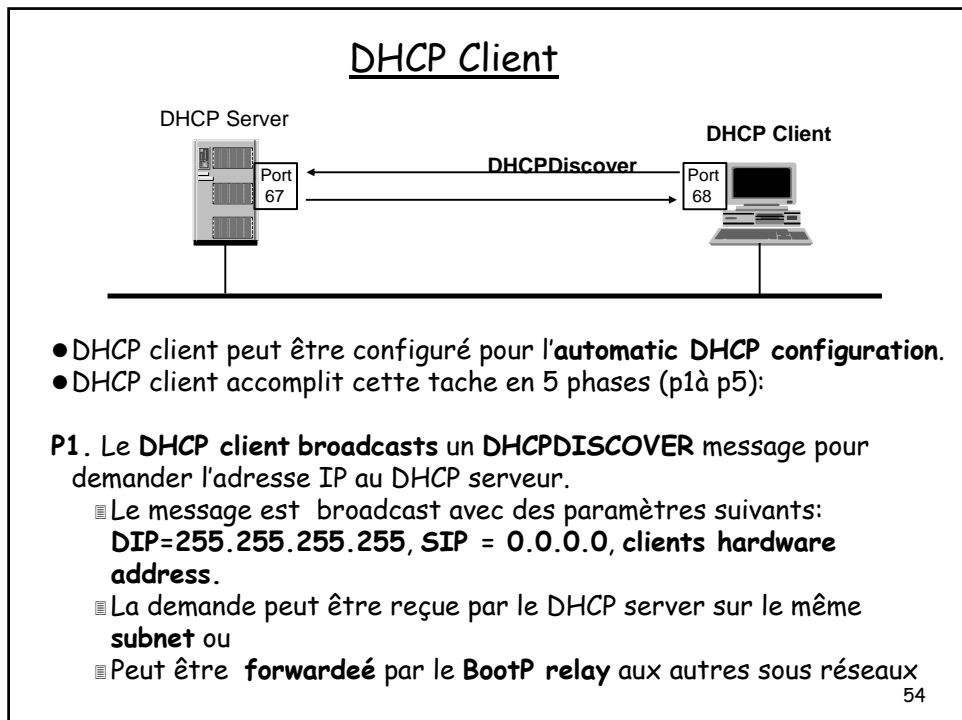 DHCP Client
DHCP Server
DHCP Client
DHCPDiscover
Port
67
Port
68
●DHCP client peut être configuré pour l'automatic DHCP configuration.
●DHCP client accomplit cette tache en 5 phases (p1à p5):
P1. Le DHCP client broadcasts un DHCPDISCOVER message pour
demander l'adresse IP au DHCP serveur.
Le message est broadcast avec des paramètres suivants:
DIP=255.255.255.255, SIP = 0.0.0.0, clients hardware
address.
La demande peut être reçue par le DHCP server sur le même
subnet ou
Peut être forwardeé par le BootP relay aux autres sous réseaux
54